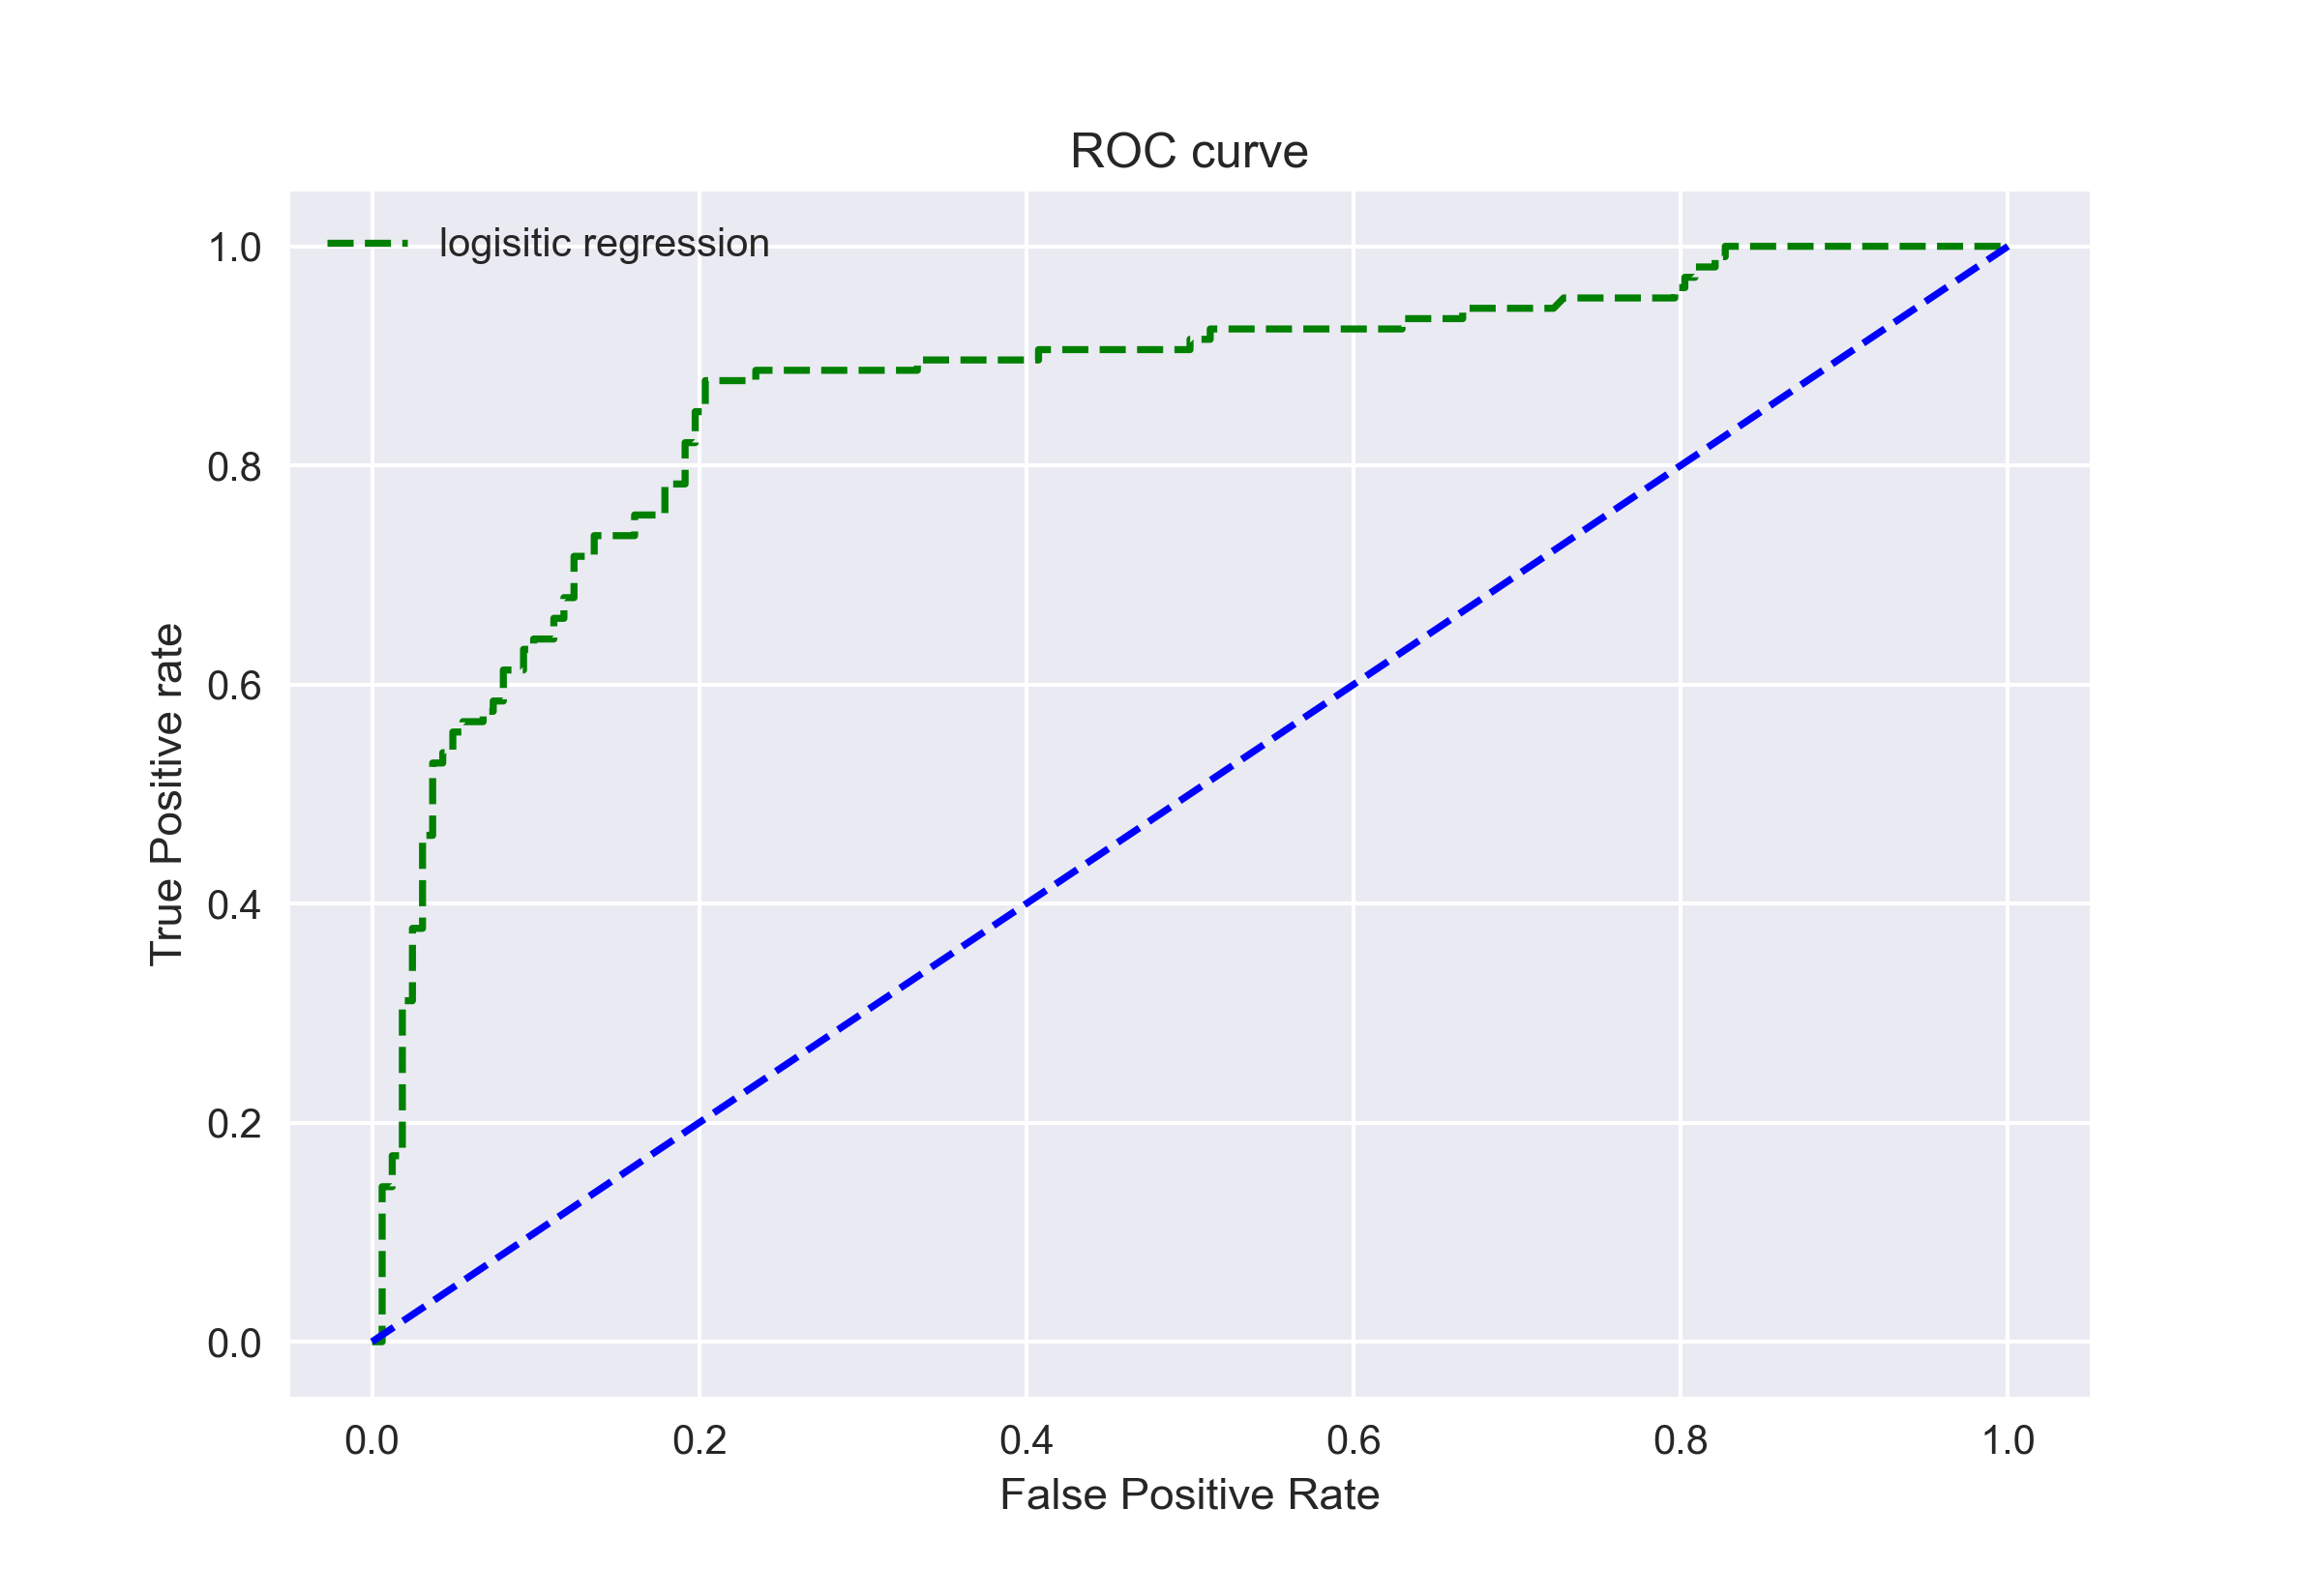 ROC curve
logisitic regression
1.0
0.8
0.6
0.4
0.2
0.0
True Positive rate
0.0 0.2 0.4 0.6 0.8 1.0
False Positive Rate